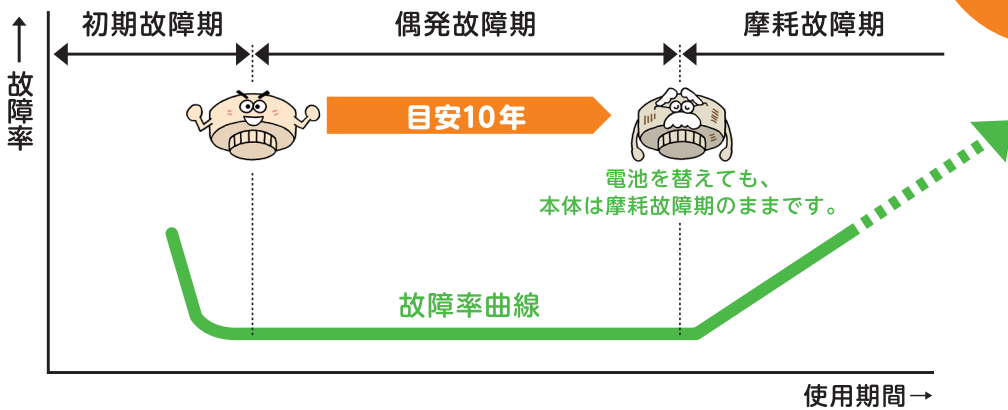 初期故障期
偶発故障期
摩耗故障期
↑
故障率
目安10年
電池を替えても、
本体は摩耗故障期のままです。
故障率曲線
使用期間→